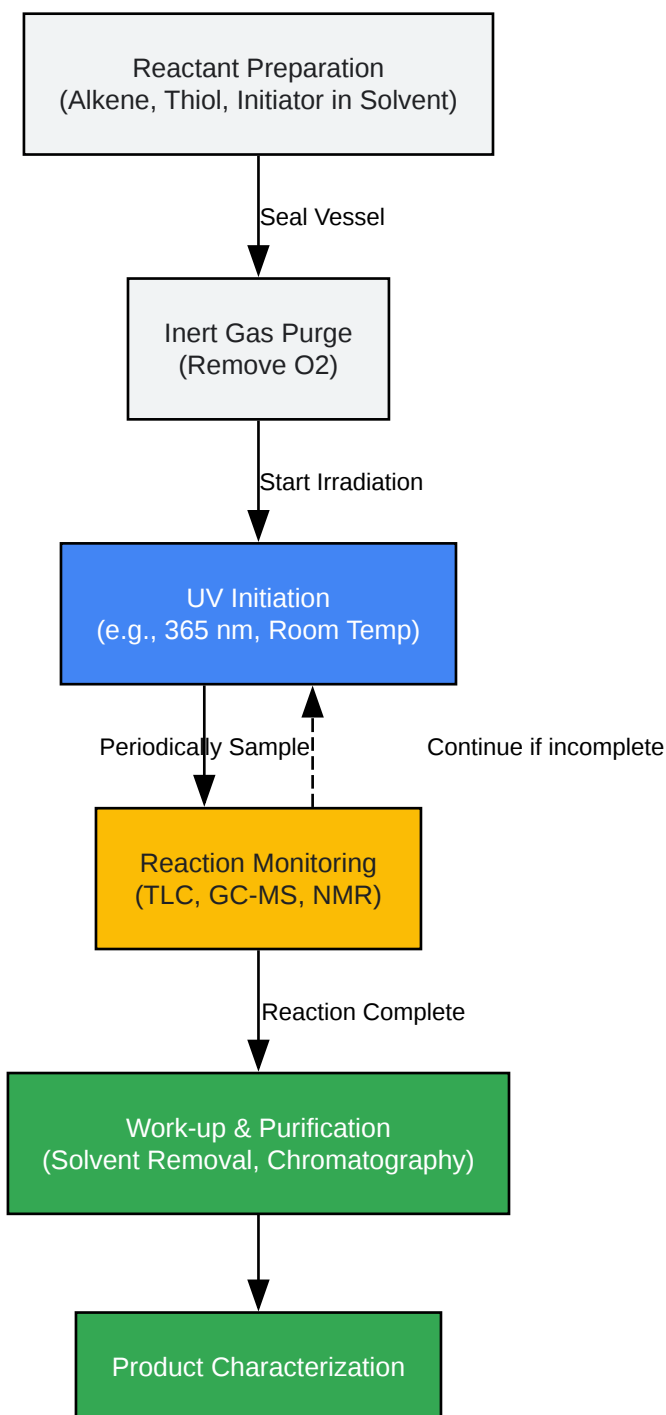 Reactant Preparation
(Alkene, Thiol, Initiator in Solvent)
Seal Vessel
Inert Gas Purge
(Remove O2)
Start Irradiation
UV Initiation
(e.g., 365 nm, Room Temp)
Periodically Sample
Continue if incomplete
Reaction Monitoring
(TLC, GC-MS, NMR)
Reaction Complete
Work-up & Purification
(Solvent Removal, Chromatography)
Product Characterization